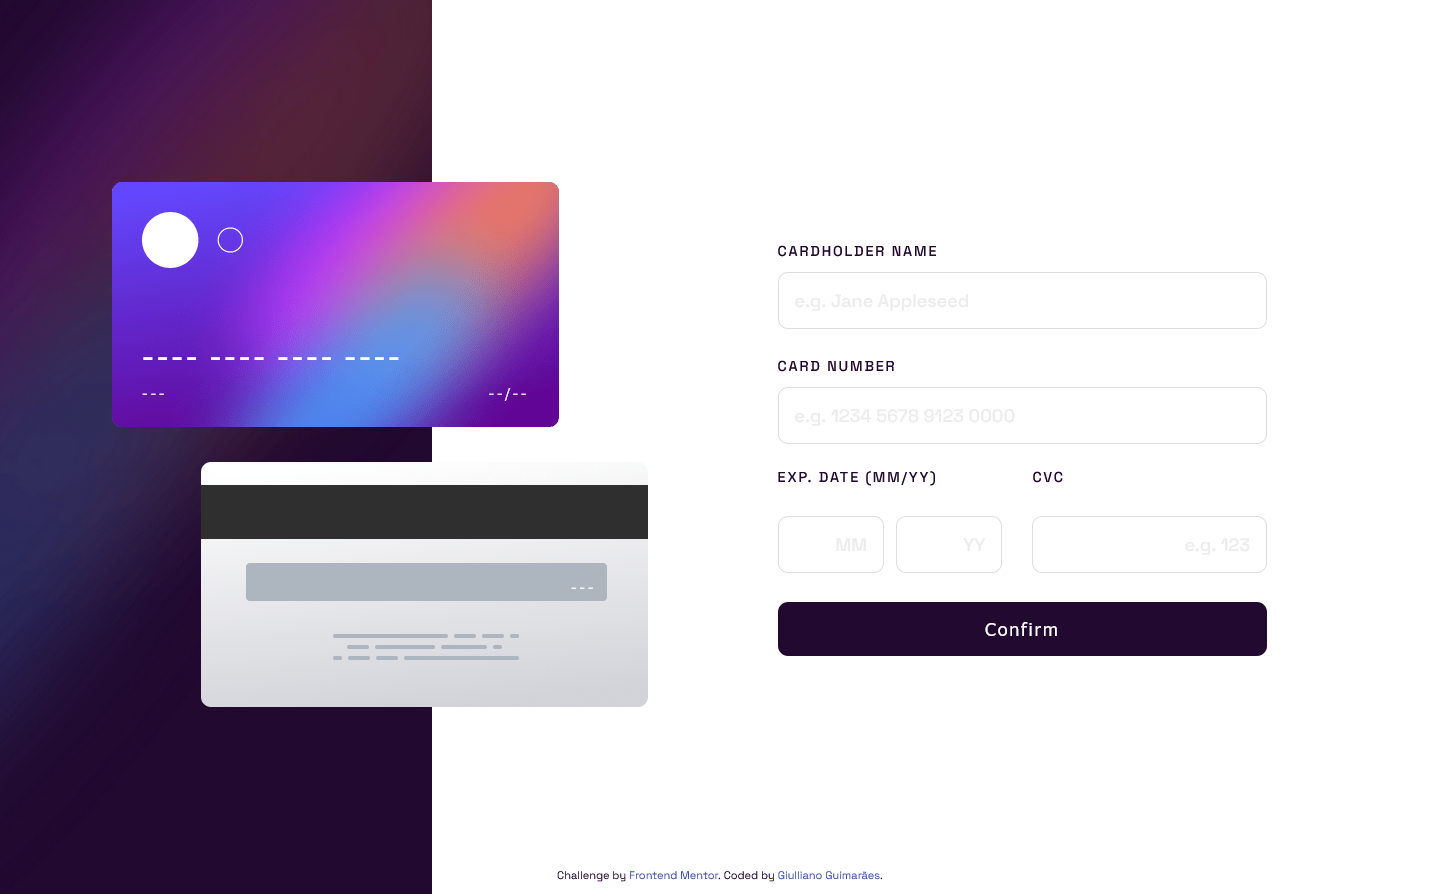 ---- ---- ---- ----
--- --/--
---
CARDHOLDER NAME
e.g. Jane Appleseed
CARD NUMBER
e.g. 1234 5678 9123 0000
EXP. DATE (MM/YY) CVC
MM YY e.g. 123
Confirm
Challenge by Frontend Mentor. Coded by Giulliano Guimarães.